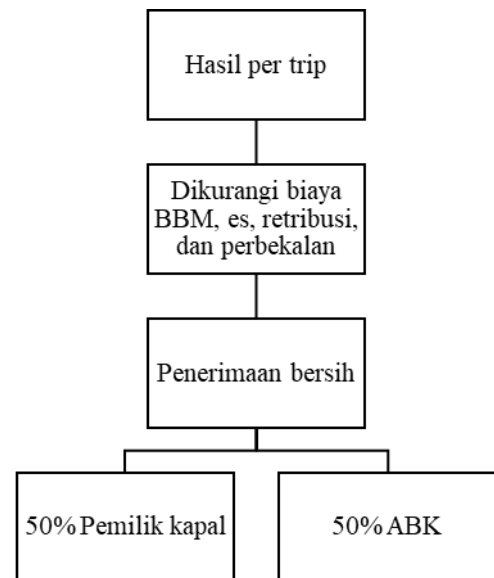 Hasil per trip
Dikurangi biaya
BBM, es, retribusi,
dan perbekalan
Penerimaan bersih
50% Pemilik kapal
50% ABK